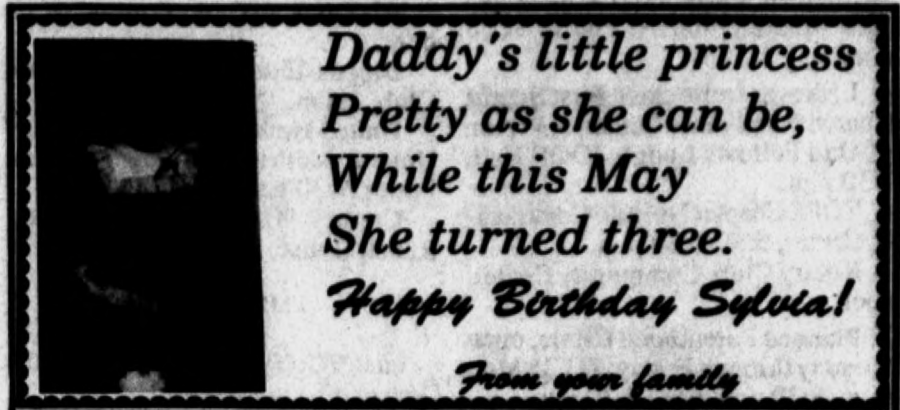 Daddy's little princess
Pretty as she can be,
While this May
She turned three.
Happy Birthday Sylvia!
From your family